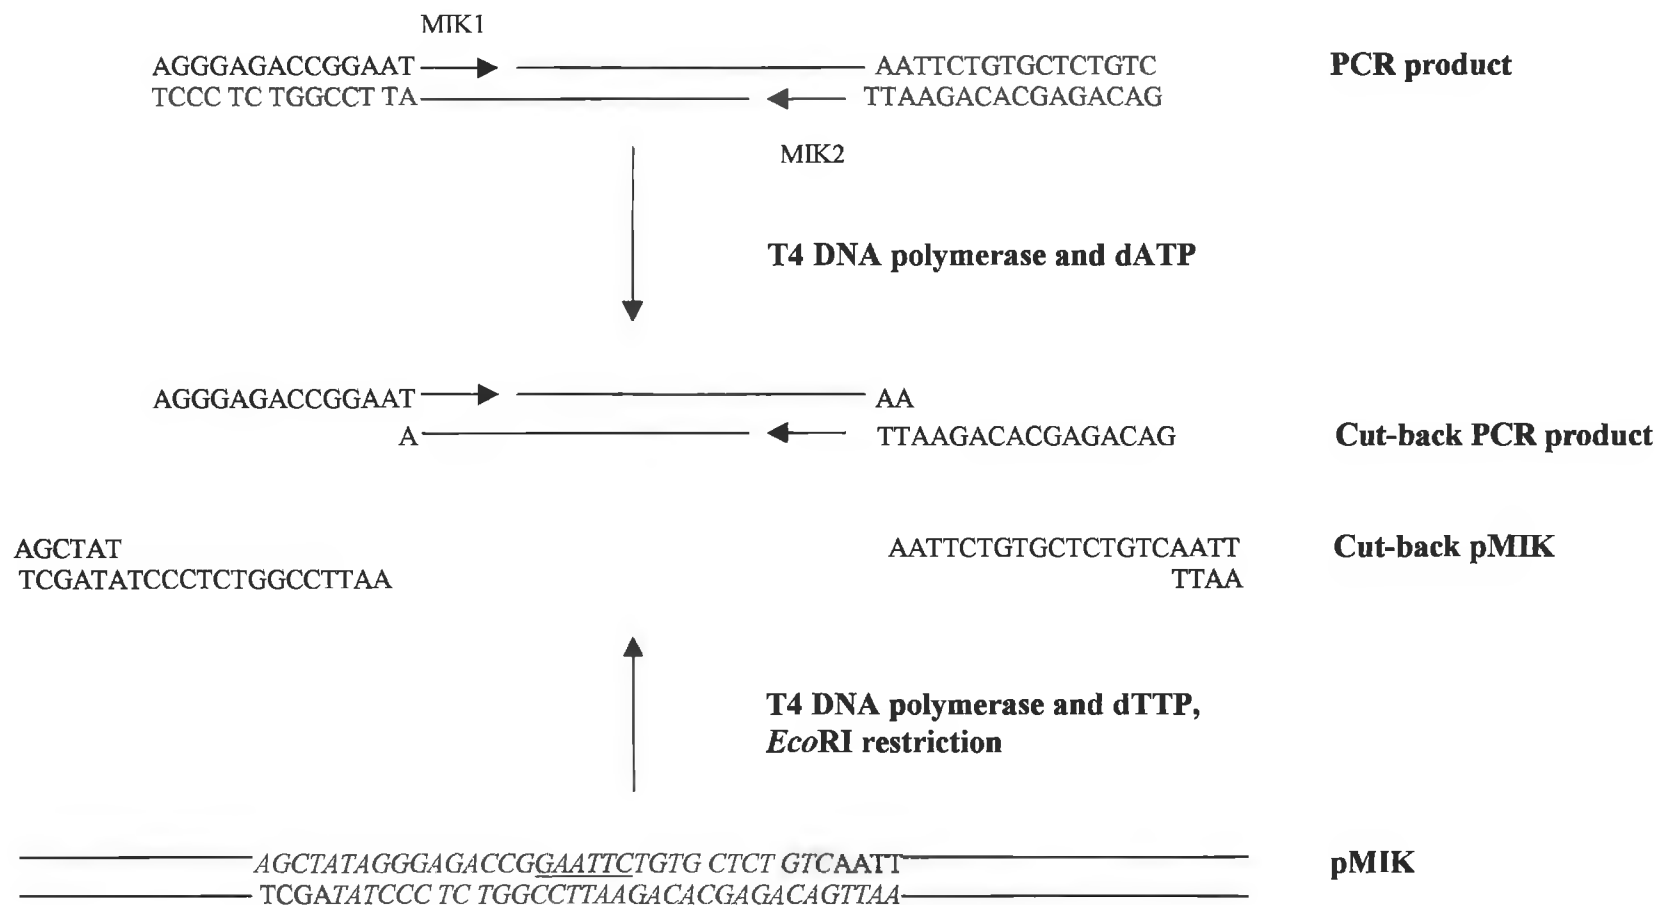 MIK1
AGGGAGACCGGAAT AATTCTGTGCTCTGTC PCR product
TCCC TC TGGCCT TA TTAAGACACGAGACAG
MIK2
T4 DNA polymerase and dATP
AGGGAGACCGGAAT AA
A TTAAGACACGAGACAG Cut-back PCR product
AGCTAT AATTCTGTGCTCTGTCAATT Cut-back pMIK
TCGATATCCCTCTGGCCTTAA TTAA
T4 DNA polymerase and dTTP,
EcoRI restriction
AGCTATAGGGAGACCGGAATTCTGTG CTCT GTCAATT pMIK
TCGATATCCC TC TGGCCTTAAGACACGAGACAGTTAA